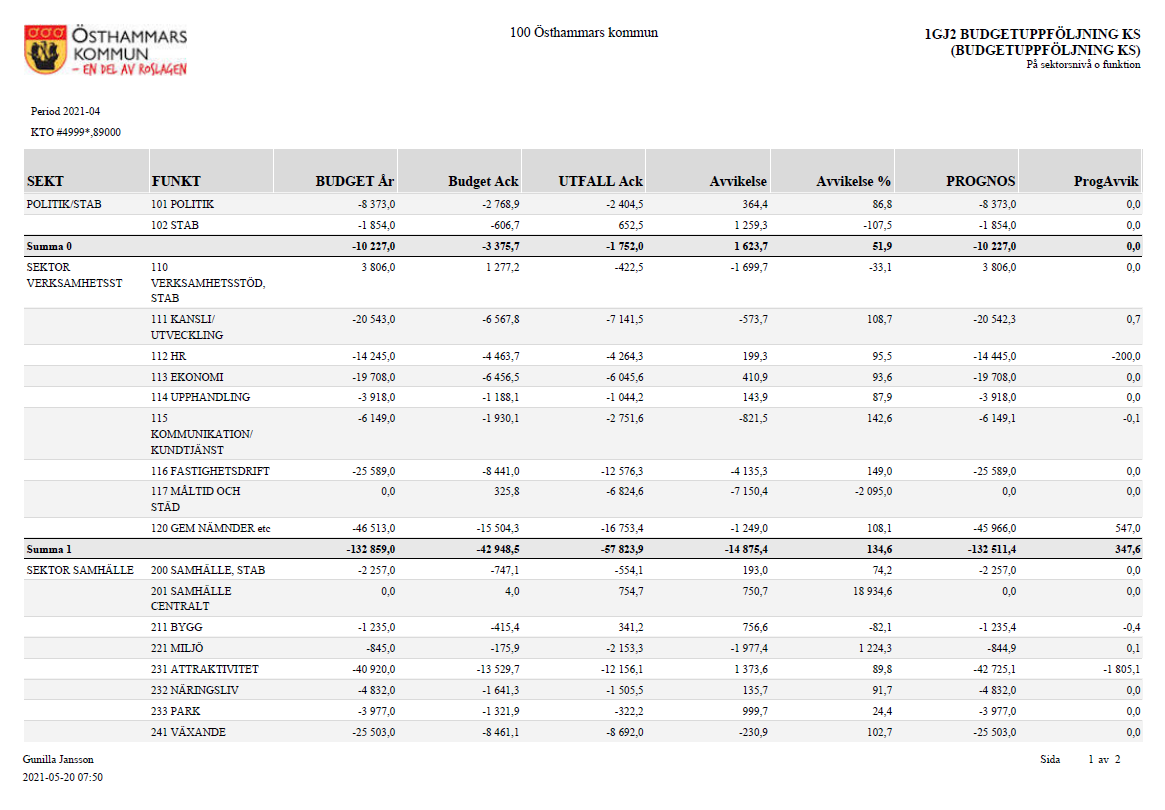 ÖSTHAMMARS
KOMMUN
– EN DEL AV ROSLAGEN
100 Östhammars kommun
1GJ2 BUDGETUPPFÖLJNING KS
(BUDGETUPPFÖLJNING KS)
På sektorsnivå o funktion
Period 2021-04
KTO #4999*,89000
SEKT FUNKT BUDGET År Budget Ack UTFALL Ack Avvikelse Avvikelse % PROGNOS ProgAvvik
POLITIK/STAB 101 POLITIK -8 373,0 -2 768,9 -2 404,5 364,4 86,8 -8 373,0 0,0
102 STAB -1 854,0 -606,7 652,5 1 259,3 -107,5 -1 854,0 0,0
Summa 0 -10 227,0 -3 375,7 -1 752,0 1 623,7 51,9 -10 227,0 0,0
SEKTOR 110 3 806,0 1 277,2 -422,5 -1 699,7 -33,1 3 806,0 0,0
VERKSAMHETSST VERKSAMHETSSTÖD,
STAB
111 KANSLI/ -20 543,0 -6 567,8 -7 141,5 -573,7 108,7 -20 542,3 0,7
UTVECKLING
112 HR -14 245,0 -4 463,7 -4 264,3 199,3 95,5 -14 445,0 -200,0
113 EKONOMI -19 708,0 -6 456,5 -6 045,6 410,9 93,6 -19 708,0 0,0
114 UPPHANDLING -3 918,0 -1 188,1 -1 044,2 143,9 87,9 -3 918,0 0,0
115 -6 149,0 -1 930,1 -2 751,6 -821,5 142,6 -6 149,1 -0,1
KOMMUNIKATION/
KUNDTJÄNST
116 FASTIGHETSDRIFT -25 589,0 -8 441,0 -12 576,3 -4 135,3 149,0 -25 589,0 0,0
117 MÅLTID OCH 0,0 325,8 -6 824,6 -7 150,4 -2 095,0 0,0 0,0
STÄD
120 GEM NÄMNDER etc -46 513,0 -15 504,3 -16 753,4 -1 249,0 108,1 -45 966,0 547,0
Summa 1 -132 859,0 -42 948,5 -57 823,9 -14 875,4 134,6 -132 511,4 347,6
SEKTOR SAMHÄLLE 200 SAMHÄLLE, STAB -2 257,0 -747,1 -554,1 193,0 74,2 -2 257,0 0,0
201 SAMHÄLLE 0,0 4,0 754,7 750,7 18 934,6 0,0 0,0
CENTRALT
211 BYGG -1 235,0 -415,4 341,2 756,6 -82,1 -1 235,4 -0,4
221 MILJÖ -845,0 -175,9 -2 153,3 -1 977,4 1 224,3 -844,9 0,1
231 ATTRAKTIVITET -40 920,0 -13 529,7 -12 156,1 1 373,6 89,8 -42 725,1 -1 805,1
232 NÄRINGSLIV -4 832,0 -1 641,3 -1 505,5 135,7 91,7 -4 832,0 0,0
233 PARK -3 977,0 -1 321,9 -322,2 999,7 24,4 -3 977,0 0,0
241 VÄXANDE -25 503,0 -8 461,1 -8 692,0 -230,9 102,7 -25 503,0 0,0
Gunilla Jansson Sida 1 av 2
2021-05-20 07:50